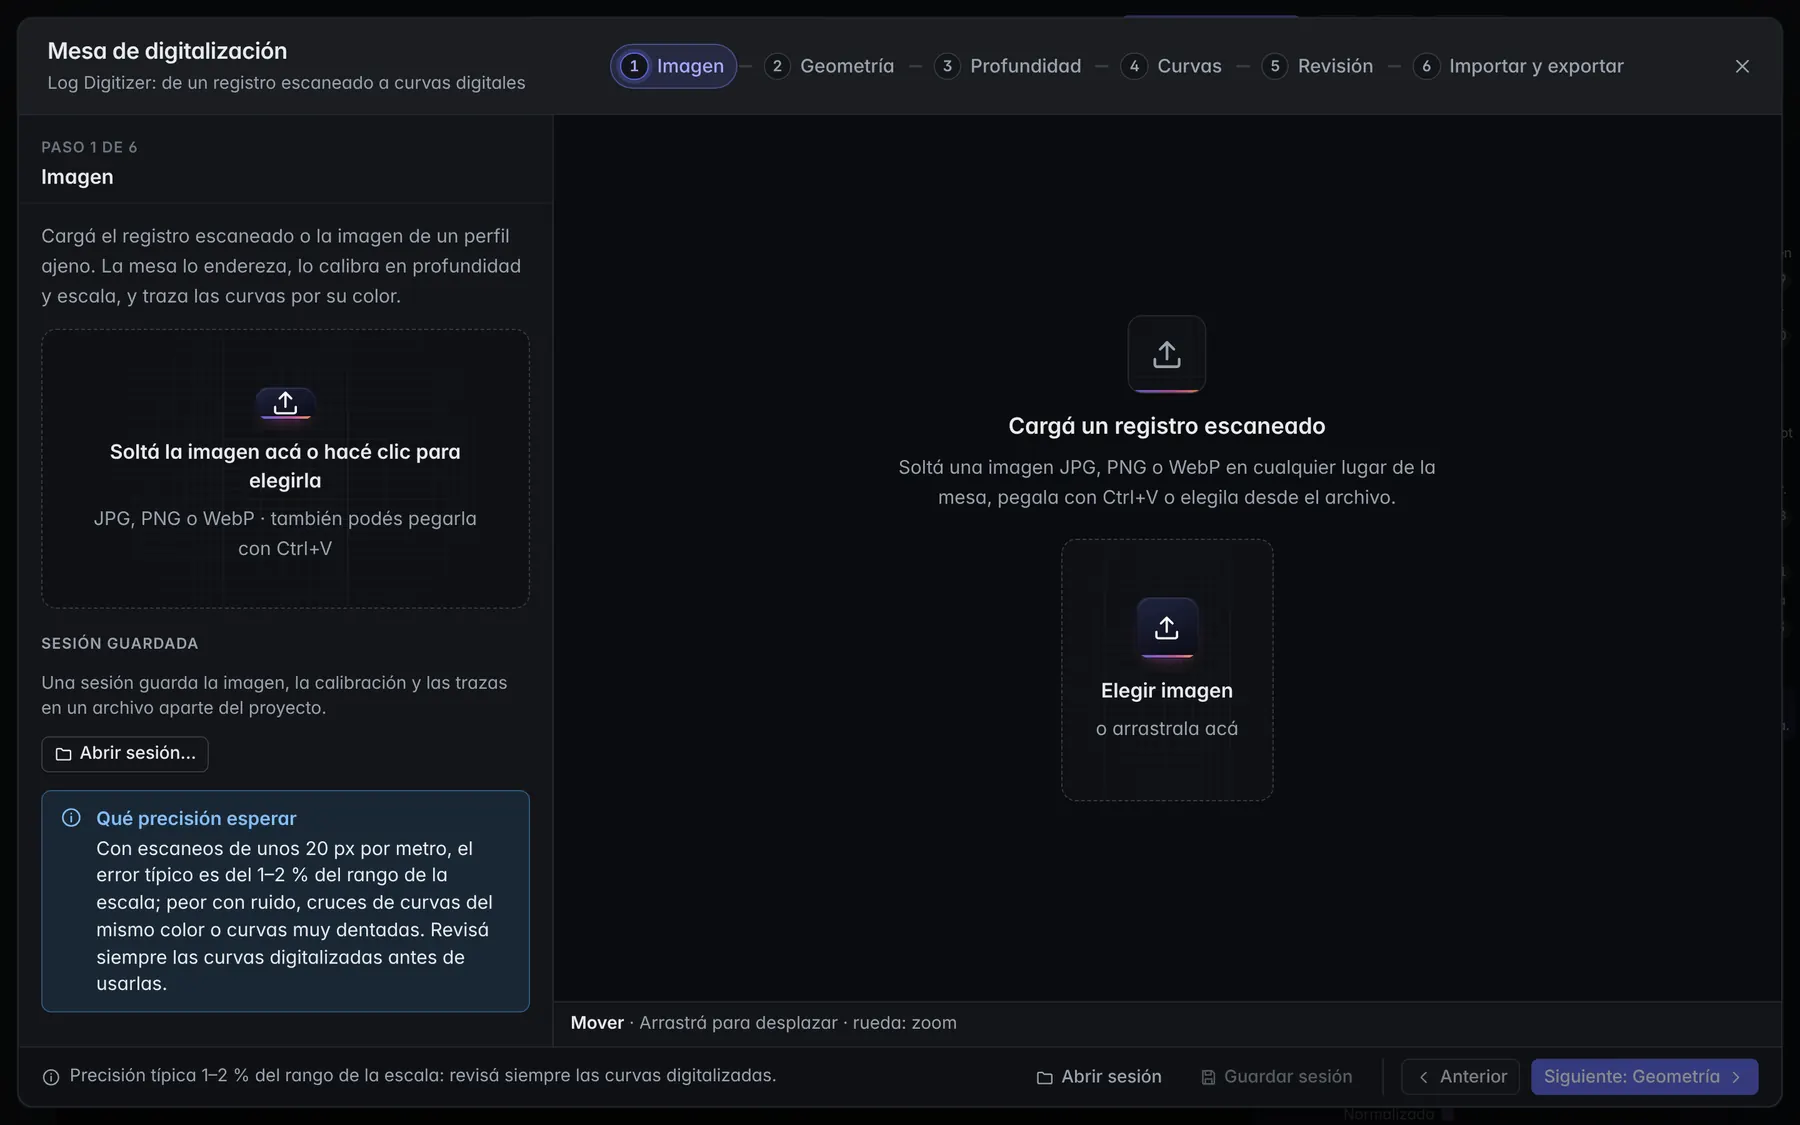 Mesa de digitalización
Log Digitizer: de un registro escaneado a curvas digitales
1 Imagen
2 Geometría
3 Profundidad
4 Curvas
5 Revisión
6 Importar y exportar
PASO 1 DE 6
Imagen
Cargá el registro escaneado o la imagen de un perfil
ajeno. La mesa lo endereza, lo calibra en profundidad
y escala, y traza las curvas por su color.
Soltá la imagen acá o hacé clic para
elegirla
JPG, PNG o WebP · también podés pegarla
con Ctrl+V
SESIÓN GUARDADA
Una sesión guarda la imagen, la calibración y las trazas
en un archivo aparte del proyecto.
Abrir sesión...
Qué precisión esperar
Con escaneos de unos 20 px por metro, el
error típico es del 1–2 % del rango de la
escala; peor con ruido, cruces de curvas del
mismo color o curvas muy dentadas. Revisá
siempre las curvas digitalizadas antes de
usarlas.
Cargá un registro escaneado
Soltá una imagen JPG, PNG o WebP en cualquier lugar de la
mesa, pegala con Ctrl+V o elegila desde el archivo.
Elegir imagen
o arrastrala acá
Mover · Arrastrá para desplazar · rueda: zoom
Precisión típica 1–2 % del rango de la escala: revisá siempre las curvas digitalizadas.
Abrir sesión
Guardar sesión
Anterior
Siguiente: Geometría
Normalizado